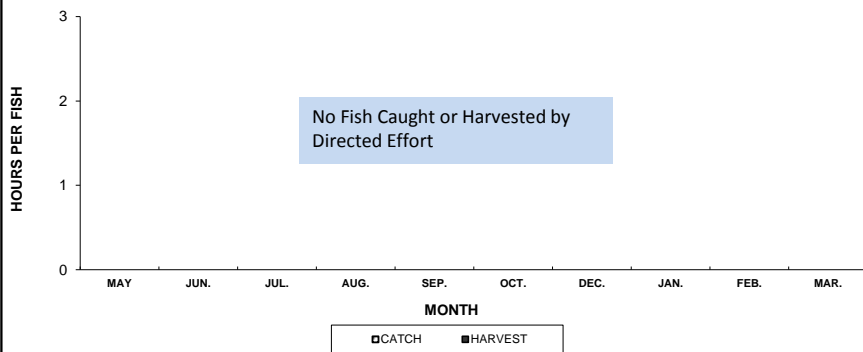 3
No Fish Caught or Harvested by
Directed Effort
2
1
0
HOURS PER FISH
MAY JUN. JUL. AUG. SEP. OCT. DEC. JAN. FEB. MAR.
MONTH
CATCH HARVEST